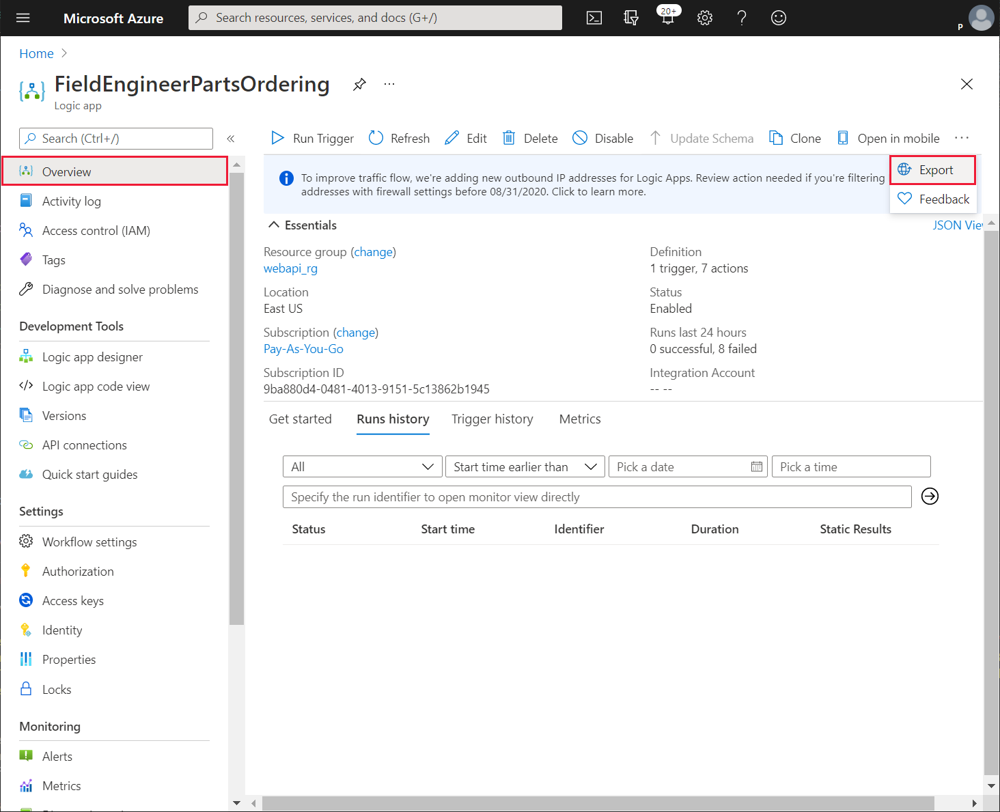 Microsoft Azure
Search resources, services, and docs (G+/)
20+
P
Home
FieldEngineerPartsOrdering
Logic app
Search (Ctrl+/)
Overview
Activity log
Access control (IAM)
Tags
Diagnose and solve problems
Development Tools
Logic app designer
Logic app code view
Versions
API connections
Quick start guides
Settings
Workflow settings
Authorization
Access keys
Identity
Properties
Locks
Monitoring
Alerts
Metrics
Run Trigger
Refresh
Edit
Delete
Disable
Update Schema
Clone
Open in mobile
Export
Feedback
To improve traffic flow, we're adding new outbound IP addresses for Logic Apps. Review action needed if you're filtering
addresses with firewall settings before 08/31/2020. Click to learn more.
Essentials
JSON View
Resource group (change)
webapi_rg
Location
East US
Subscription (change)
Pay-As-You-Go
Subscription ID
9ba880d4-0481-4013-9151-5c13862b1945
Definition
1 trigger, 7 actions
Status
Enabled
Runs last 24 hours
0 successful, 8 failed
Integration Account
-- --
Get started
Runs history
Trigger history
Metrics
All
Start time earlier than
Pick a date
Pick a time
Specify the run identifier to open monitor view directly
Status
Start time
Identifier
Duration
Static Results